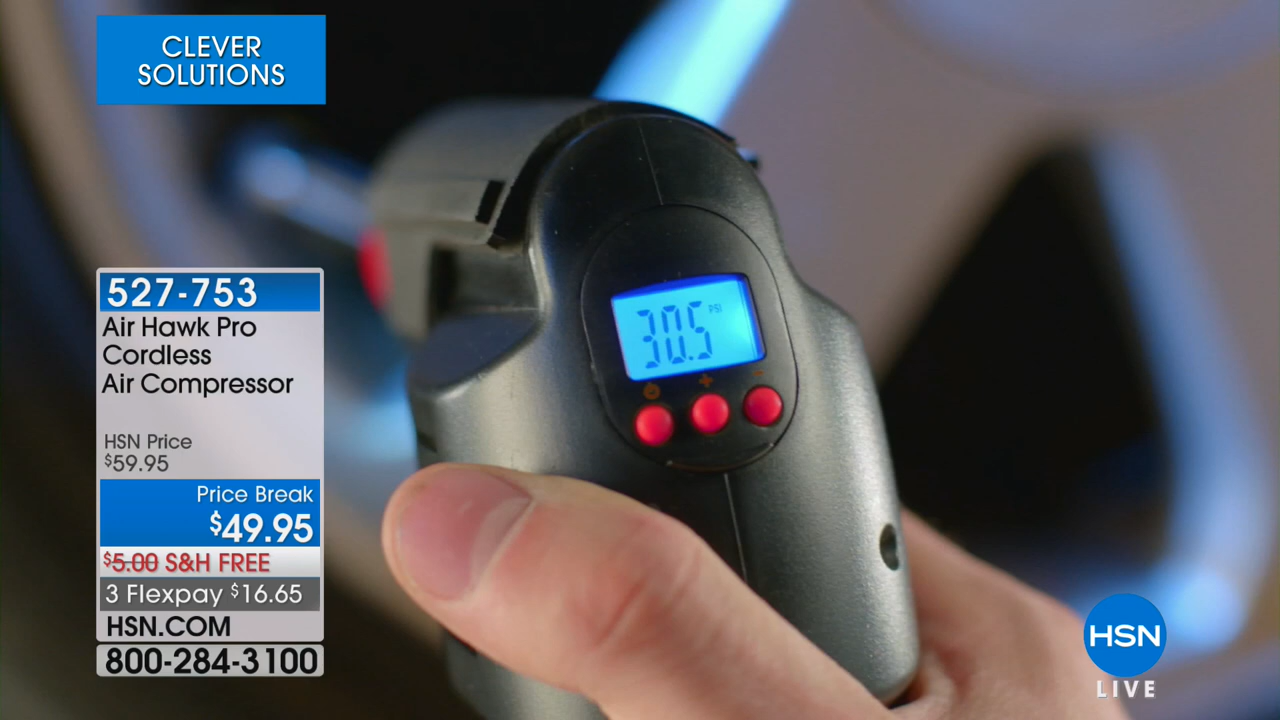 CLEVER
SOLUTIONS
527-753
Air Hawk Pro
Cordless
Air Compressor
HSN Price
$59.95
Price Break
$49.95
$5.00 S&H FREE
3 Flexpay $16.65
HSN.COM
800-284-3100
30.5 PSI
+
-
HSN
LIVE